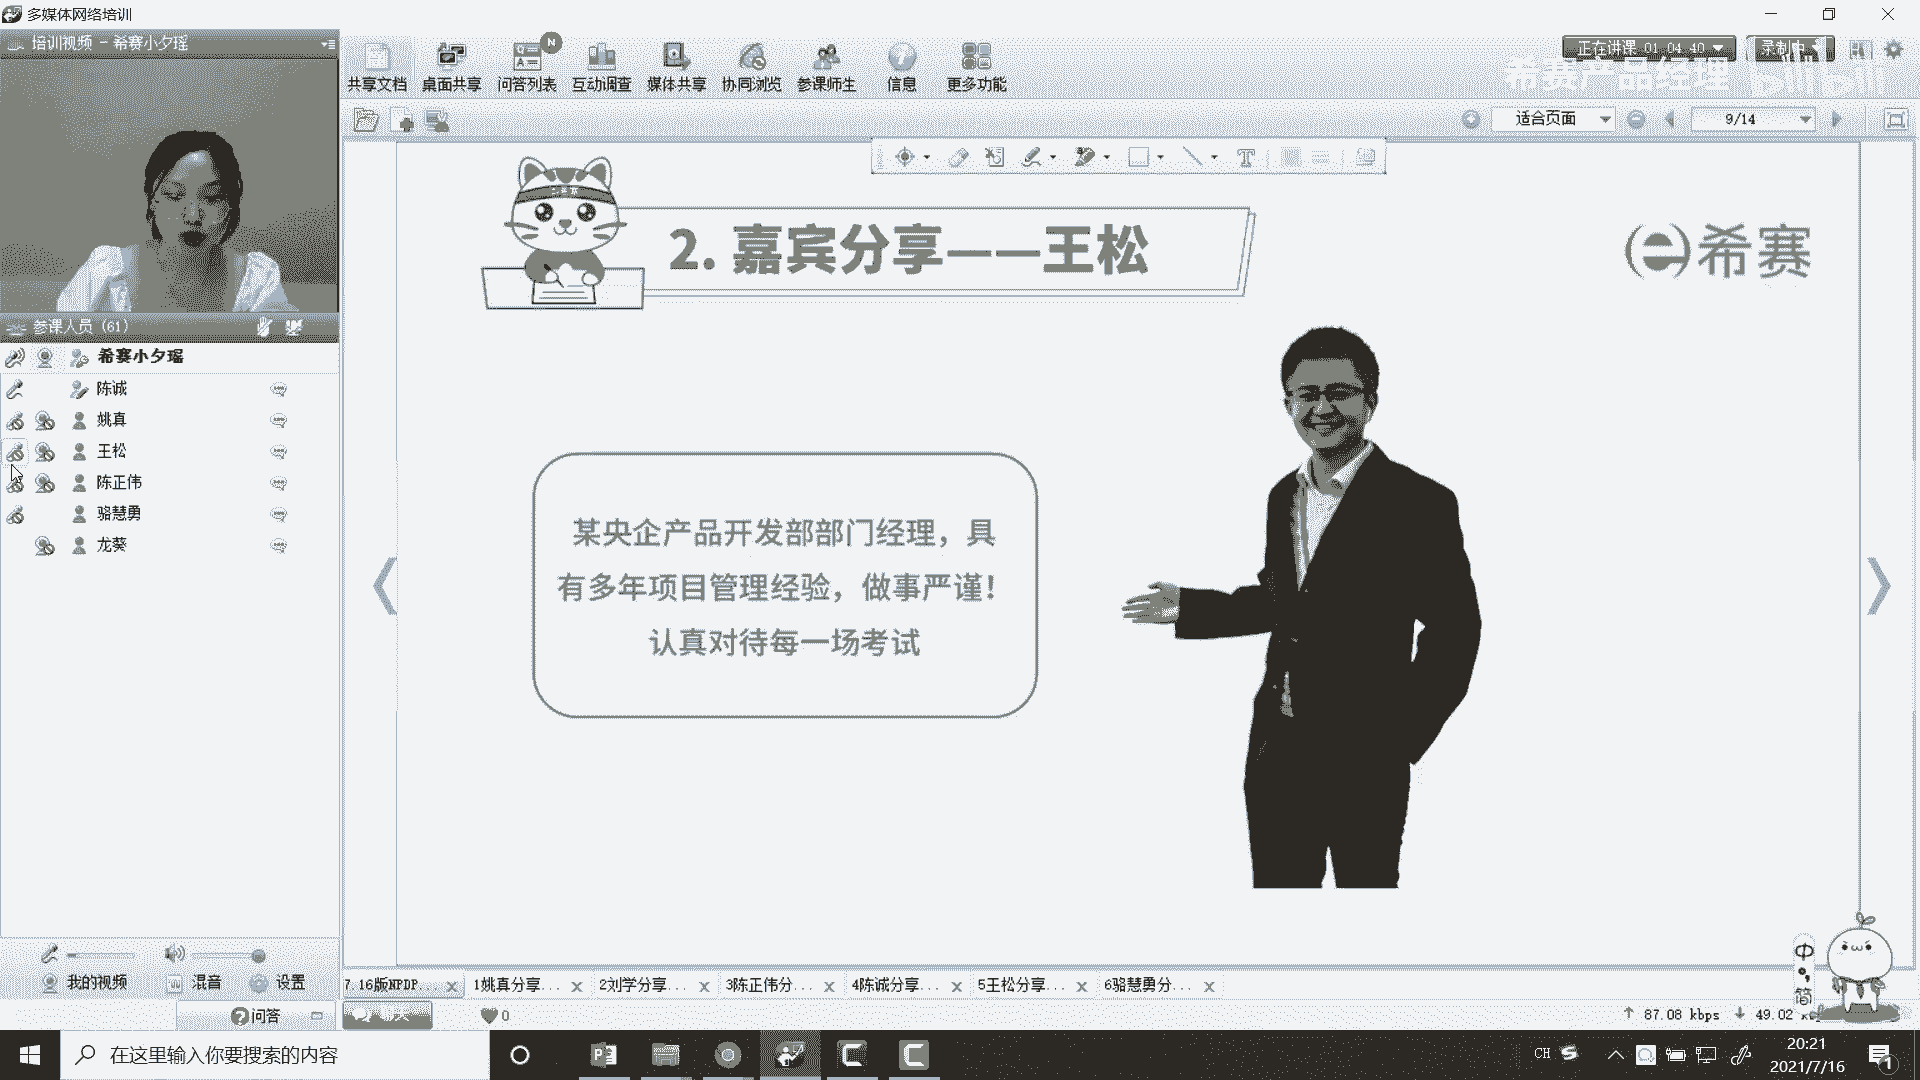 多媒体网络培训
培训视频 - 希赛小夕瑶
共享文档
桌面共享
问答列表
互动调查
媒体共享
协同浏览
参课师生
信息
更多功能
N
正在讲课 01:04:40
录制中
希赛产品经理
bilibili
适合页面
9/14
2. 嘉宾分享——王松
希赛
参课人员 (61)
希赛小夕瑶
陈诚
姚真
王松
陈正伟
骆慧勇
龙葵
某央企产品开发部部门经理，具
有多年项目管理经验，做事严谨！
认真对待每一场考试
我的视频
混音
设置
问答
7.16版NPDP...
1姚真分享...
2刘学分享...
3陈正伟分...
4陈诚分享...
5王松分享...
6骆慧勇分...
0
中
简
87.08 kbps
49.02
在这里输入你要搜索的内容
CH
20:21
2021/7/16
1